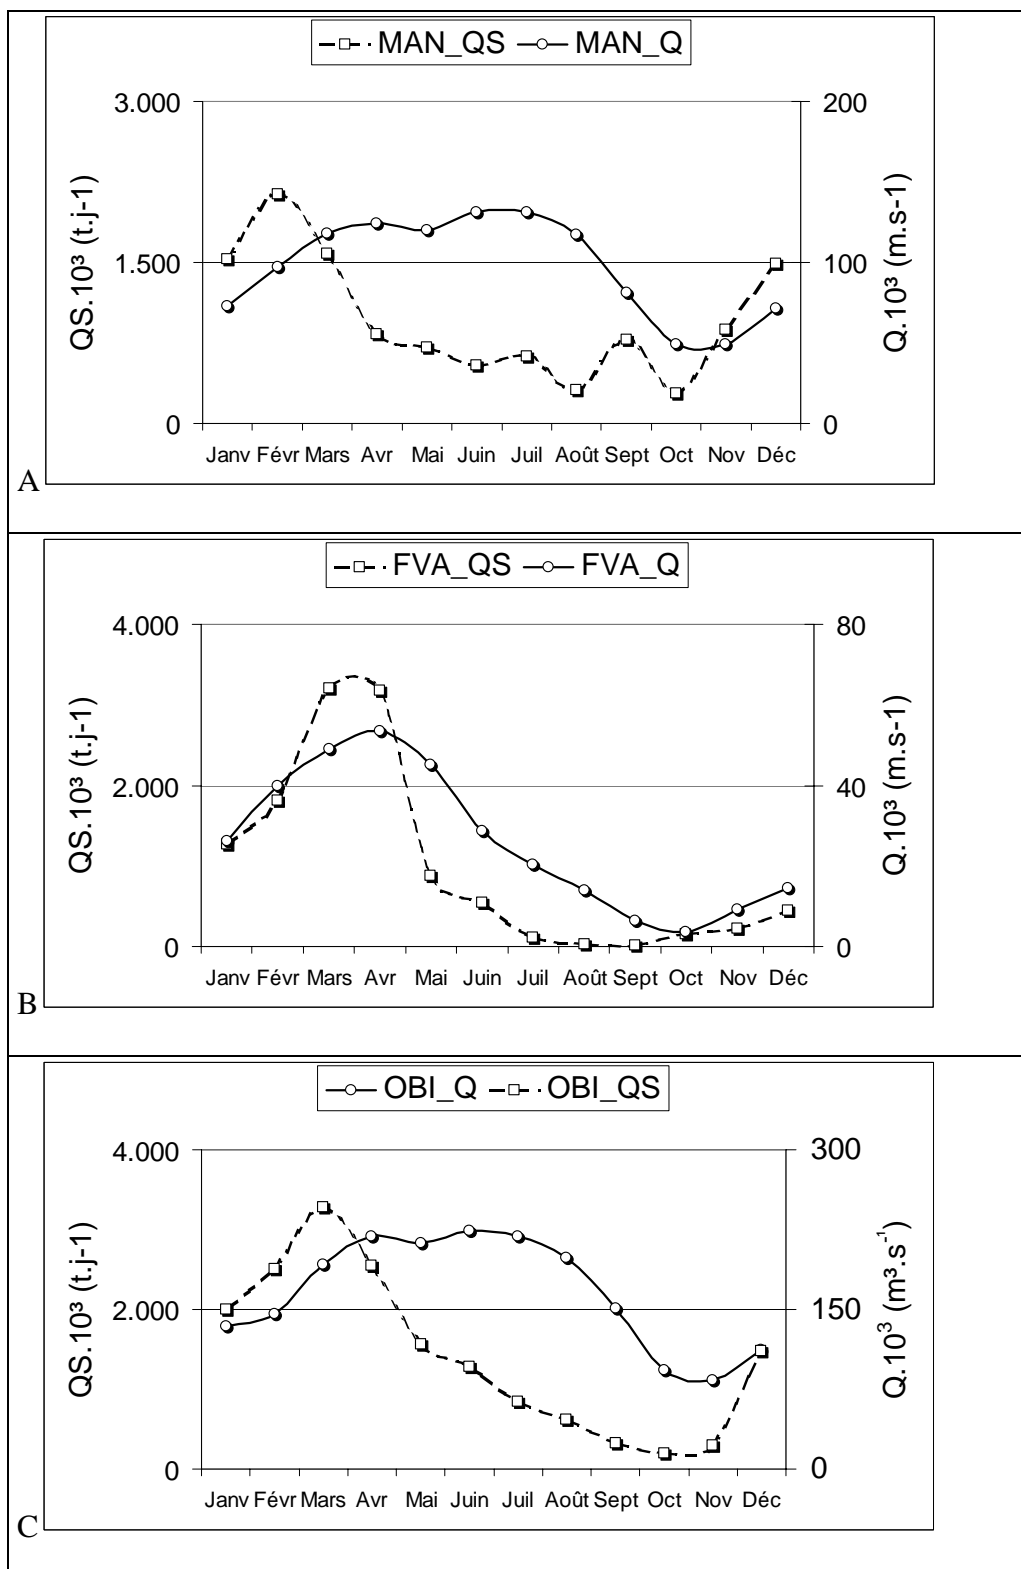 MAN_QS MAN_Q
3.000
1.500
0
QS.10³ (t.j-1)
200
100
0
Q.10³ (m.s-1)
Janv Févr Mars Avr Mai Juin Juil Août Sept Oct Nov Déc
A
FVA_QS FVA_Q
4.000
2.000
0
QS.10³ (t.j-1)
80
40
0
Q.10³ (m.s-1)
Janv Févr Mars Avr Mai Juin Juil Août Sept Oct Nov Déc
B
OBI_Q OBI_QS
4.000
2.000
0
QS.10³ (t.j-1)
300
150
0
Q.10³ (m³.s⁻¹)
Janv Févr Mars Avr Mai Juin Juil Août Sept Oct Nov Déc
C